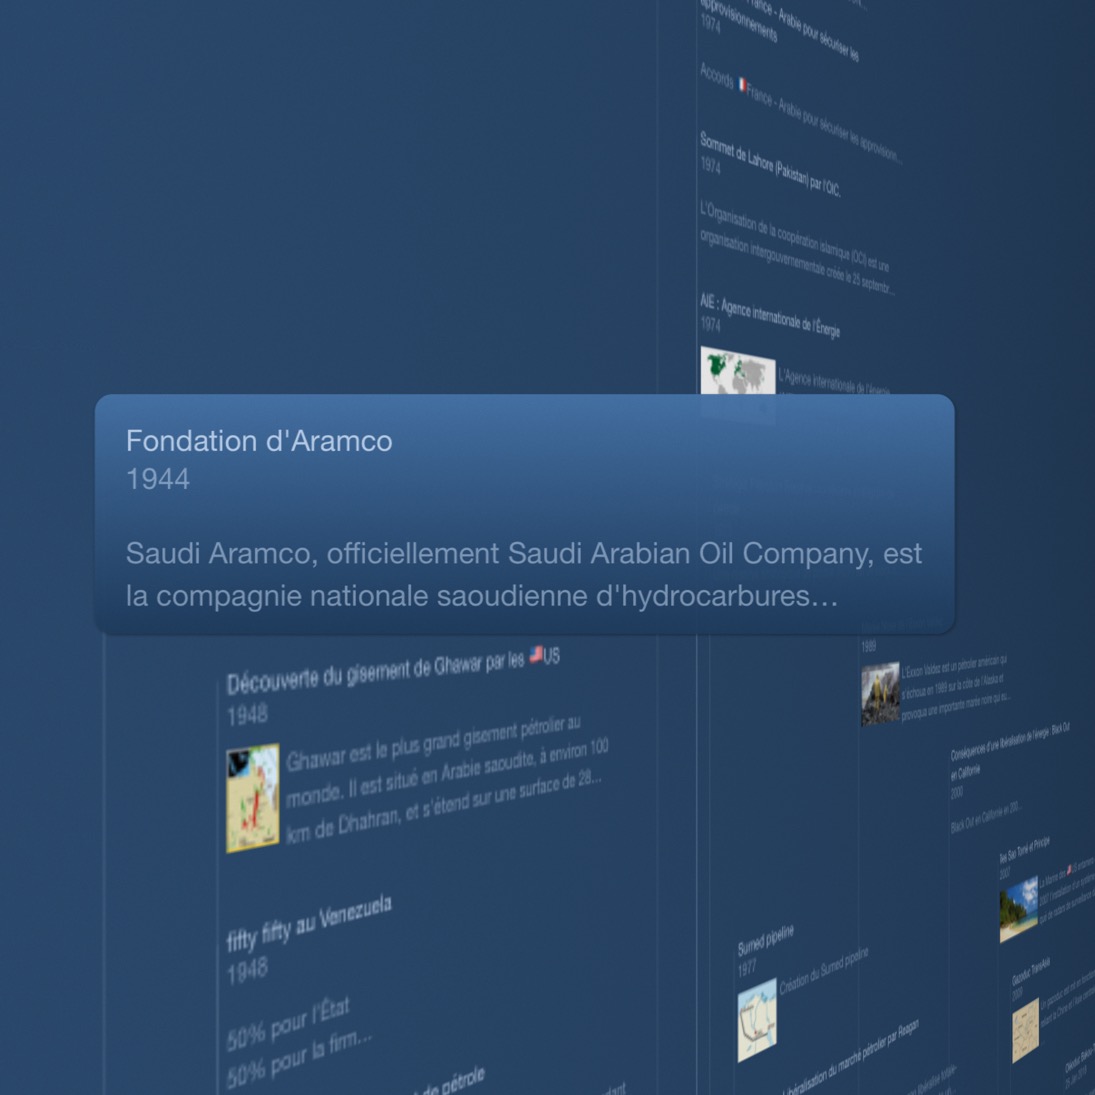 France - Arabie pour sécuriser les
approvisionnements
1974
Accords 🇫🇷France - Arabie pour sécuriser les approvisionn...
Sommet de Lahore (Pakistan) par l'OIC.
1974
L'Organisation de la coopération islamique (OCI) est une
organisation intergouvernementale créée le 25 septembr...
AIE : Agence internationale de l'Énergie
1974
L'Agence internationale de l'énergie
Fondation d'Aramco
1944
Saudi Aramco, officiellement Saudi Arabian Oil Company, est
la compagnie nationale saoudienne d'hydrocarbures…
Découverte du gisement de Ghawar par les 🇺🇸US
1948
Ghawar est le plus grand gisement pétrolier au
monde. Il est situé en Arabie saoudite, à environ 100
km de Dhahran, et s'étend sur une surface de 28...
fifty fifty au Venezuela
1948
50% pour l'État
50% pour la firm...
de pétrole
1989
L'Exxon Valdez est un pétrolier américain qui
s'échoua en 1989 sur la côte de l'Alaska et
provoqua une importante marée noire qui eu...
Conséquences d'une libéralisation de l'énergie : Black Out
en Californie
2000
Black Out en Californie en 200...
Iles Sao Tomé et Principe
2007
Sumed pipeline
1977
Création du Sumed pipeline
Gazoduc TransAsia
Libéralisation du marché pétrolier par Reagan